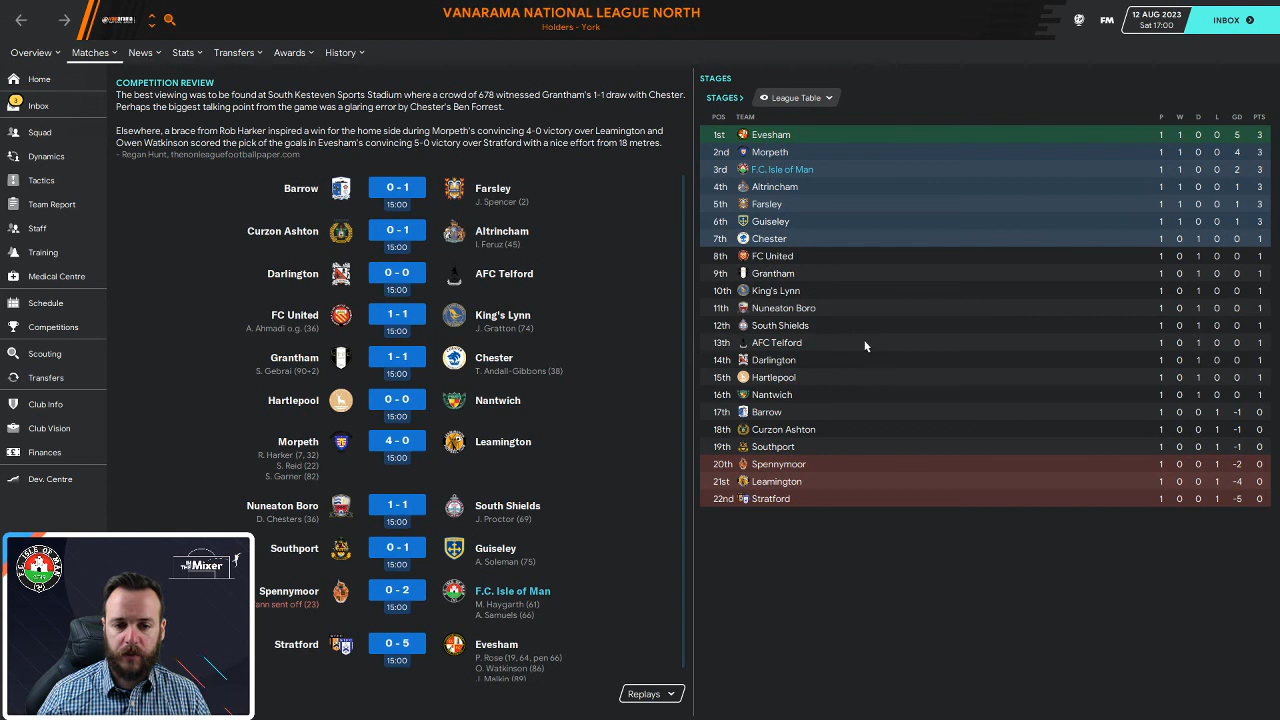 VANARAMA NATIONAL LEAGUE NORTH
Holders - York
FM
12 AUG 2023
Sat 17:00
INBOX
Overview
Matches
News
Stats
Transfers
Awards
History
Home
3
Inbox
Squad
Dynamics
Tactics
Team Report
Staff
Training
Medical Centre
Schedule
Competitions
Scouting
Transfers
Club Info
Club Vision
Finances
Dev. Centre
COMPETITION REVIEW
The best viewing was to be found at South Kesteven Sports Stadium where a crowd of 678 witnessed Grantham's 1-1 draw with Chester.
Perhaps the biggest talking point from the game was a glaring error by Chester's Ben Forrest.
Elsewhere, a brace from Rob Harker inspired a win for the home side during Morpeth's convincing 4-0 victory over Leamington and
Owen Watkinson scored the pick of the goals in Evesham's convincing 5-0 victory over Stratford with a nice effort from 18 metres.
- Regan Hunt, thenonleaguefootballpaper.com
Barrow 0 - 1 Farsley
15:00 J. Spencer (2)
Curzon Ashton 0 - 1 Altrincham
15:00 I. Feruz (45)
Darlington 0 - 0 AFC Telford
15:00
FC United 1 - 1 King's Lynn
A. Ahmadi o.g. (36) 15:00 J. Gratton (74)
Grantham 1 - 1 Chester
S. Gebrai (90+2) 15:00 T. Andall-Gibbons (38)
Hartlepool 0 - 0 Nantwich
15:00
Morpeth 4 - 0 Leamington
R. Harker (7, 32) 15:00
S. Reid (22)
S. Garner (82)
Nuneaton Boro 1 - 1 South Shields
D. Chesters (36) 15:00 J. Proctor (69)
Southport 0 - 1 Guiseley
15:00 A. Soleman (75)
Spennymoor 0 - 2 F.C. Isle of Man
ann sent off (23) 15:00 M. Haygarth (61)
A. Samuels (66)
Stratford 0 - 5 Evesham
15:00 P. Rose (19, 64, pen 66)
O. Watkinson (86)
J. Malkin (89)
Replays
STAGES
STAGES> League Table
POS TEAM P W D L GD PTS
1st Evesham 1 1 0 0 5 3
2nd Morpeth 1 1 0 0 4 3
3rd F.C. Isle of Man 1 1 0 0 2 3
4th Altrincham 1 1 0 0 1 3
5th Farsley 1 1 0 0 1 3
6th Guiseley 1 1 0 0 1 3
7th Chester 1 0 1 0 0 1
8th FC United 1 0 1 0 0 1
9th Grantham 1 0 1 0 0 1
10th King's Lynn 1 0 1 0 0 1
11th Nuneaton Boro 1 0 1 0 0 1
12th South Shields 1 0 1 0 0 1
13th AFC Telford 1 0 1 0 0 1
14th Darlington 1 0 1 0 0 1
15th Hartlepool 1 0 1 0 0 1
16th Nantwich 1 0 1 0 0 1
17th Barrow 1 0 0 1 -1 0
18th Curzon Ashton 1 0 0 1 -1 0
19th Southport 1 0 0 1 -1 0
20th Spennymoor 1 0 0 1 -2 0
21st Leamington 1 0 0 1 -4 0
22nd Stratford 1 0 0 1 -5 0
IN THE Mixer